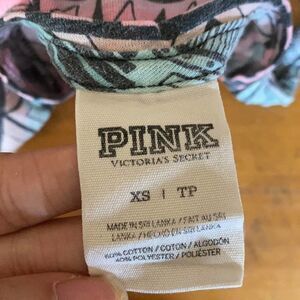 PINK
VICTORIA'S SECRET
XS | TP
MADE IN SRI LANKA / FAIT AU SRI
LANKA / HECHO EN SRI LANKA
60% COTTON / COTON / ALGODÓN
40% POLYESTER / POLIÉSTER